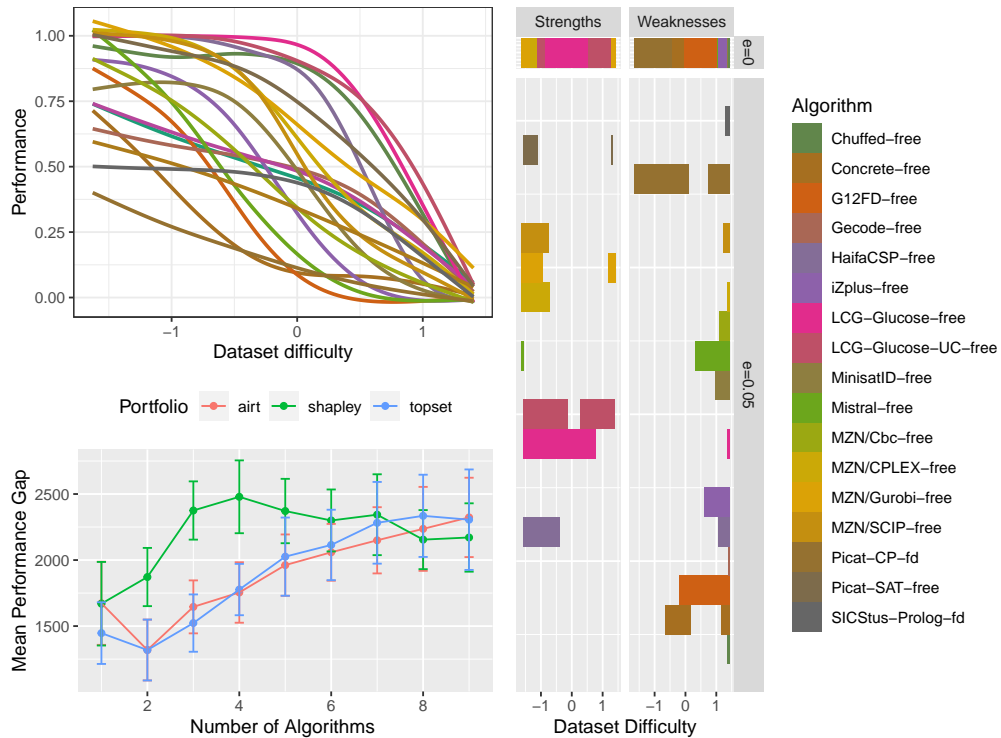 Performance
1.00
0.75
0.50
0.25
0.00
−1
0
1
Dataset difficulty
Portfolio
airt
shapley
topset
Mean Performance Gap
2500
2000
1500
2
4
6
8
Number of Algorithms
Strengths
Weaknesses
e=0
e=0.05
−1
0
1
−1
0
1
Dataset Difficulty
Algorithm
Chuffed−free
Concrete−free
G12FD−free
Gecode−free
HaifaCSP−free
iZplus−free
LCG−Glucose−free
LCG−Glucose−UC−free
MinisatID−free
Mistral−free
MZN/Cbc−free
MZN/CPLEX−free
MZN/Gurobi−free
MZN/SCIP−free
Picat−CP−fd
Picat−SAT−free
SICStus−Prolog−fd